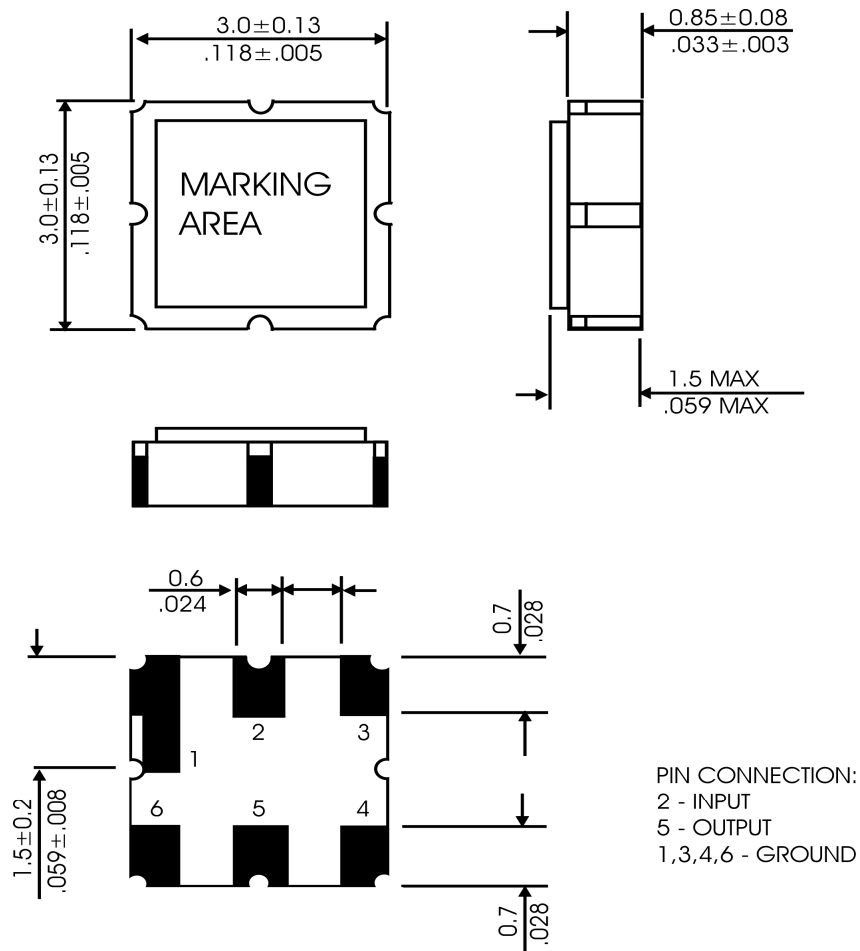 3.0±0.13
.118±.005
0.85±0.08
.033±.003
3.0±0.13
.118±.005
MARKING
AREA
1.5 MAX
.059 MAX
0.6
.024
0.7
.028
2
3
1
6
5
4
1.5±0.2
.059±.008
PIN CONNECTION:
2 - INPUT
5 - OUTPUT
1,3,4,6 - GROUND
0.7
.028